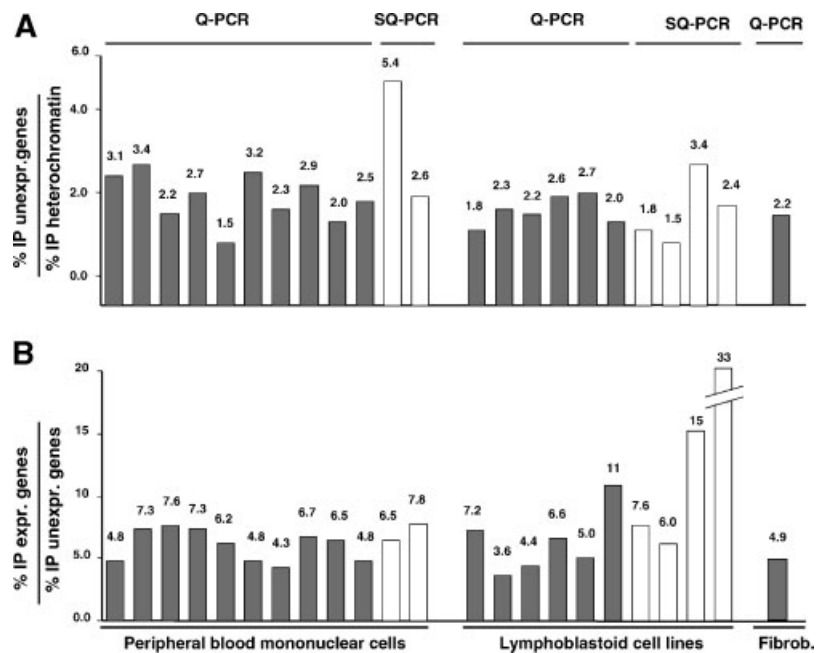 A
Q-PCR SQ-PCR Q-PCR SQ-PCR Q-PCR
% IP unexpr.genes
% IP heterochromatin
6.0
4.0
2.0
0.0
3.1 3.4 2.2 2.7 1.5 3.2 2.3 2.9 2.0 2.5 5.4 2.6 1.8 2.3 2.2 2.6 2.7 2.0 1.8 1.5 3.4 2.4 2.2
B
% IP expr. genes
% IP unexpr. genes
20
15
10
5.0
0.0
4.8 7.3 7.6 7.3 6.2 4.8 4.3 6.7 6.5 4.8 6.5 7.8 7.2 3.6 4.4 6.6 5.0 11 7.6 6.0 15 33 4.9
Peripheral blood mononuclear cells Lymphoblastoid cell lines Fibrob.